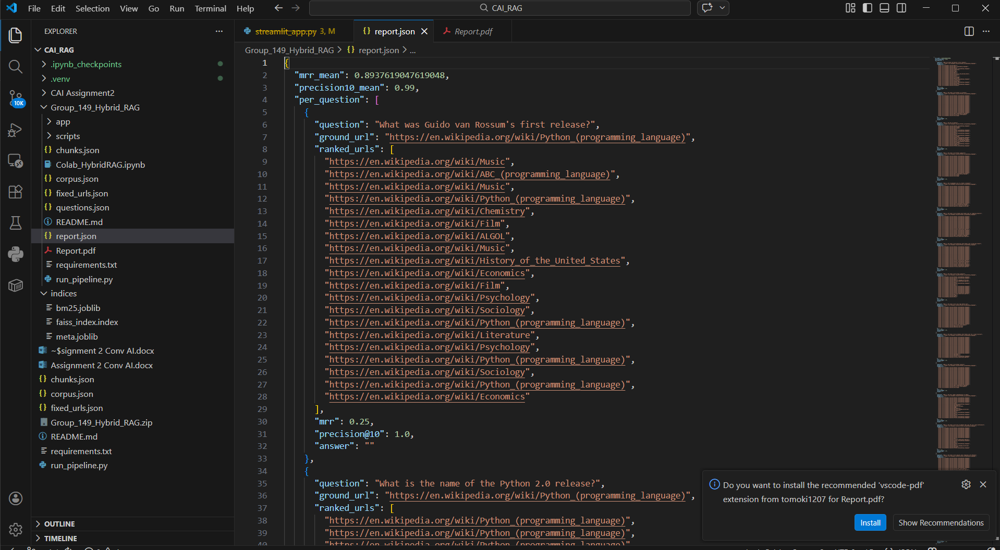 File Edit Selection View Go Run Terminal Help
CAI_RAG
EXPLORER
CAI_RAG
.ipynb_checkpoints
.venv
CAI Assignment2
Group_149_Hybrid_RAG
app
scripts
chunks.json
Colab_HybridRAG.ipynb
corpus.json
fixed_urls.json
questions.json
README.md
report.json
Report.pdf
requirements.txt
run_pipeline.py
indices
bm25.joblib
faiss_index.index
meta.joblib
~$signment 2 Conv AI.docx
Assignment 2 Conv AI.docx
chunks.json
corpus.json
fixed_urls.json
Group_149_Hybrid_RAG.zip
README.md
requirements.txt
run_pipeline.py
OUTLINE
TIMELINE
10K
streamlit_app.py 3, M
report.json
Report.pdf
Group_149_Hybrid_RAG > {} report.json > ...
1 {
2 "mrr_mean": 0.8937619047619048,
3 "precision10_mean": 0.99,
4 "per_question": [
5 {
6 "question": "What was Guido van Rossum's first release?",
7 "ground_url": "https://en.wikipedia.org/wiki/Python_(programming_language)",
8 "ranked_urls": [
9 "https://en.wikipedia.org/wiki/Music",
10 "https://en.wikipedia.org/wiki/ABC_(programming_language)",
11 "https://en.wikipedia.org/wiki/Music",
12 "https://en.wikipedia.org/wiki/Python_(programming_language)",
13 "https://en.wikipedia.org/wiki/Chemistry",
14 "https://en.wikipedia.org/wiki/Film",
15 "https://en.wikipedia.org/wiki/ALGOL",
16 "https://en.wikipedia.org/wiki/Music",
17 "https://en.wikipedia.org/wiki/History_of_the_United_States",
18 "https://en.wikipedia.org/wiki/Economics",
19 "https://en.wikipedia.org/wiki/Film",
20 "https://en.wikipedia.org/wiki/Psychology",
21 "https://en.wikipedia.org/wiki/Sociology",
22 "https://en.wikipedia.org/wiki/Python_(programming_language)",
23 "https://en.wikipedia.org/wiki/Literature",
24 "https://en.wikipedia.org/wiki/Psychology",
25 "https://en.wikipedia.org/wiki/Python_(programming_language)",
26 "https://en.wikipedia.org/wiki/Sociology",
27 "https://en.wikipedia.org/wiki/Python_(programming_language)",
28 "https://en.wikipedia.org/wiki/Economics"
29 ],
30 "mrr": 0.25,
31 "precision@10": 1.0,
32 "answer": ""
33 },
34 {
35 "question": "What is the name of the Python 2.0 release?",
36 "ground_url": "https://en.wikipedia.org/wiki/Python_(programming_language)",
37 "ranked_urls": [
38 "https://en.wikipedia.org/wiki/Python_(programming_language)",
39 "https://en.wikipedia.org/wiki/Python_(programming_language)",
40 "https://en.wikipedia.org/wiki/Python_(programming_language)",
Do you want to install the recommended 'vscode-pdf'
extension from tomoki1207 for Report.pdf?
Install
Show Recommendations